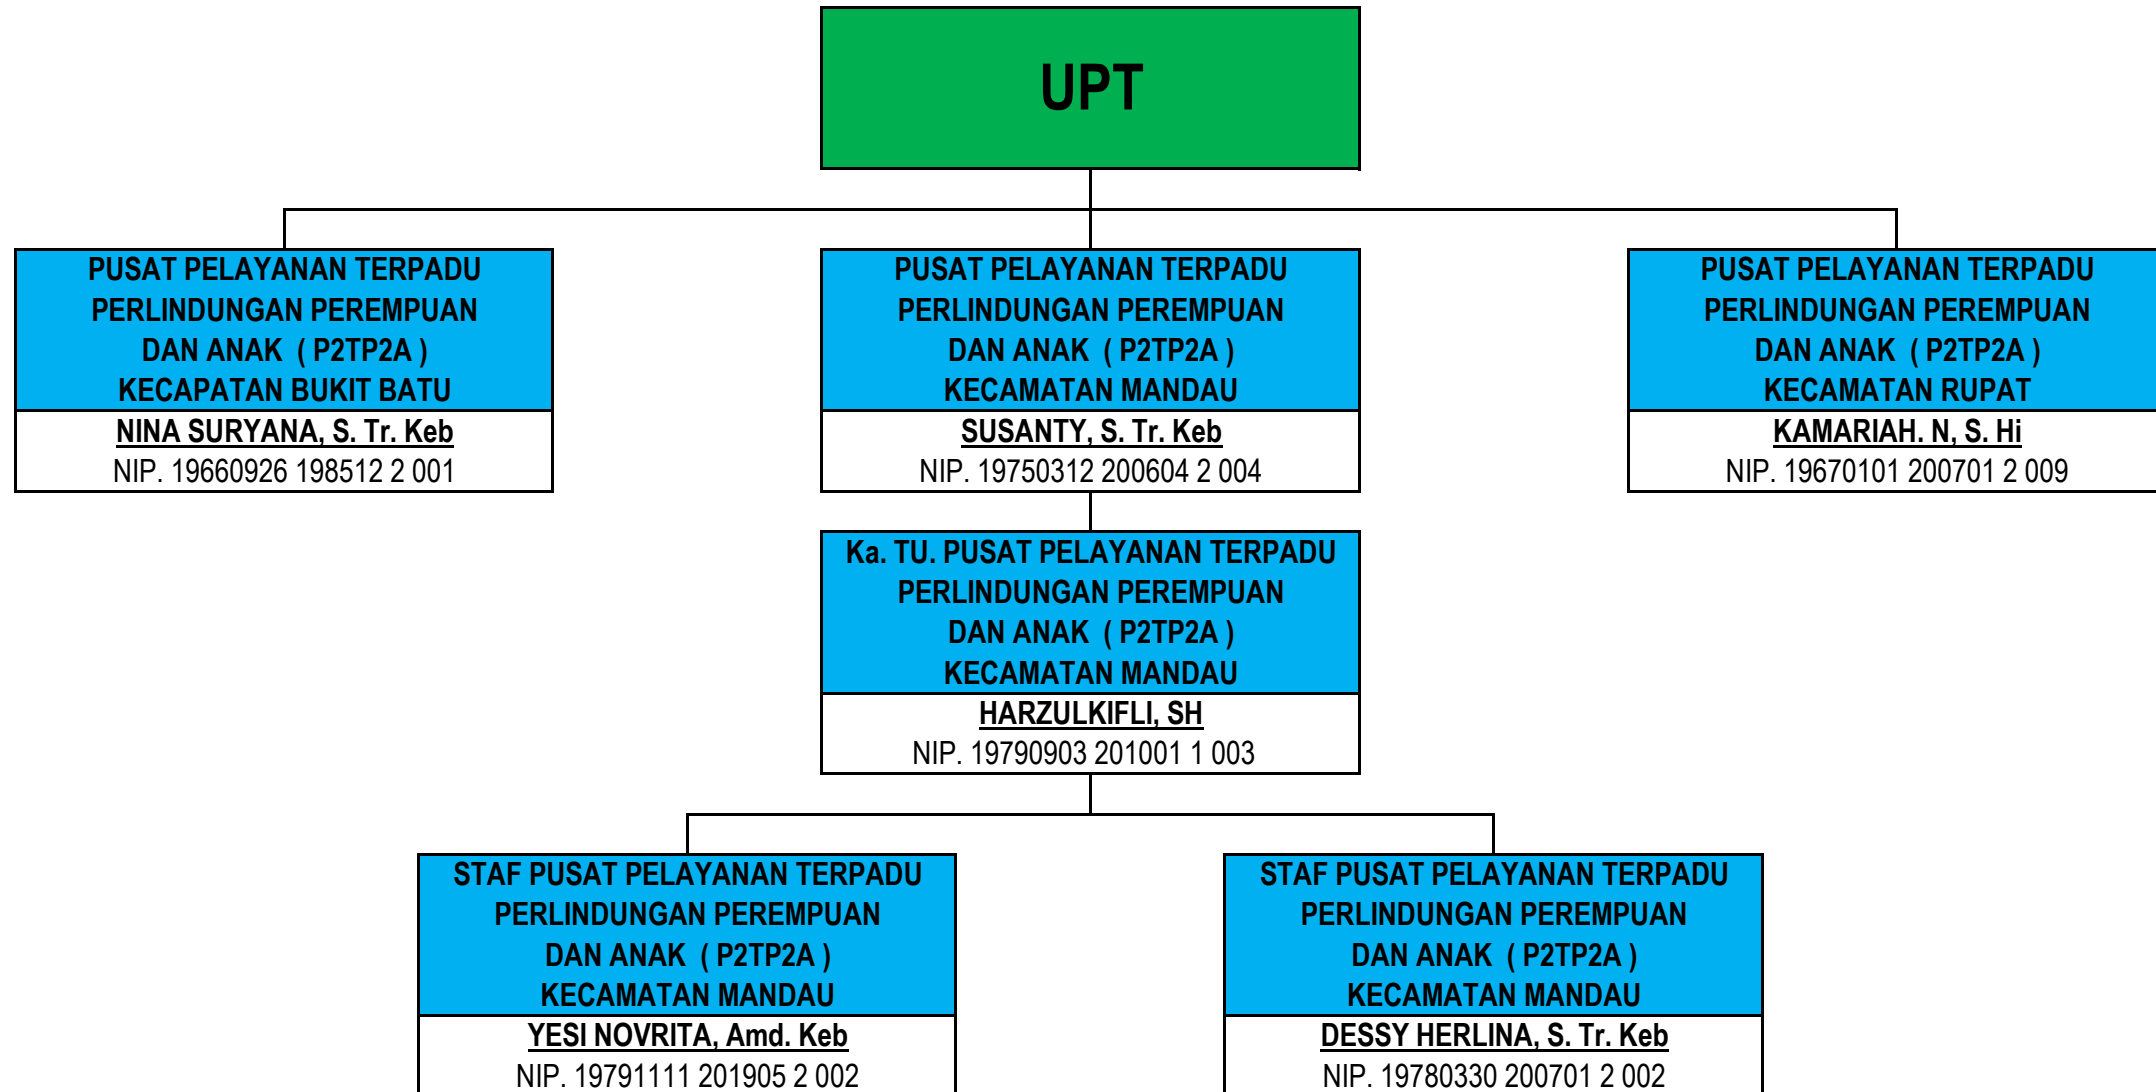 UPT
PUSAT PELAYANAN TERPADU
PERLINDUNGAN PEREMPUAN
DAN ANAK ( P2TP2A )
KECAPATAN BUKIT BATU
NINA SURYANA, S. Tr. Keb
NIP. 19660926 198512 2 001
PUSAT PELAYANAN TERPADU
PERLINDUNGAN PEREMPUAN
DAN ANAK ( P2TP2A )
KECAMATAN MANDAU
SUSANTY, S. Tr. Keb
NIP. 19750312 200604 2 004
PUSAT PELAYANAN TERPADU
PERLINDUNGAN PEREMPUAN
DAN ANAK ( P2TP2A )
KECAMATAN RUPAT
KAMARIAH. N, S. Hi
NIP. 19670101 200701 2 009
Ka. TU. PUSAT PELAYANAN TERPADU
PERLINDUNGAN PEREMPUAN
DAN ANAK ( P2TP2A )
KECAMATAN MANDAU
HARZULKIFLI, SH
NIP. 19790903 201001 1 003
STAF PUSAT PELAYANAN TERPADU
PERLINDUNGAN PEREMPUAN
DAN ANAK ( P2TP2A )
KECAMATAN MANDAU
YESI NOVRITA, Amd. Keb
NIP. 19791111 201905 2 002
STAF PUSAT PELAYANAN TERPADU
PERLINDUNGAN PEREMPUAN
DAN ANAK ( P2TP2A )
KECAMATAN MANDAU
DESSY HERLINA, S. Tr. Keb
NIP. 19780330 200701 2 002